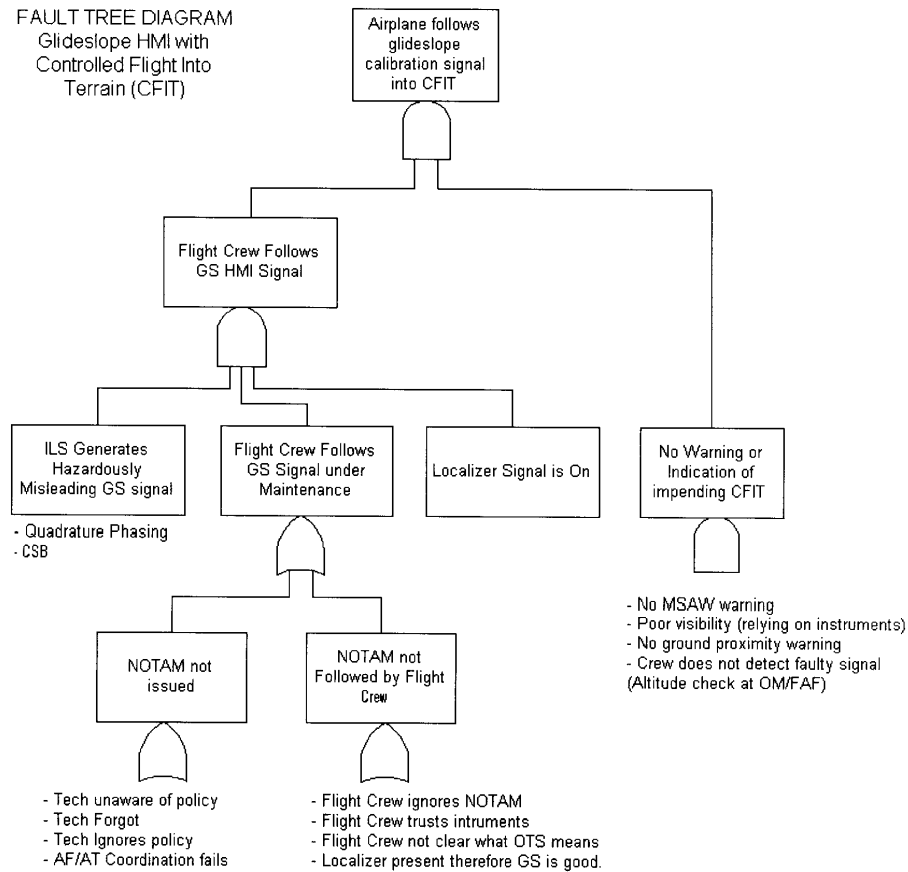 FAULT TREE DIAGRAM
Glideslope HMI with
Controlled Flight Into
Terrain (CFIT)
Airplane follows
glideslope
calibration signal
into CFIT
Flight Crew Follows
GS HMI Signal
ILS Generates
Hazardously
Misleading GS signal
- Quadrature Phasing
- CSB
Flight Crew Follows
GS Signal under
Maintenance
Localizer Signal is On
No Warning or
Indication of
impending CFIT
- No MSAW warning
- Poor visibility (relying on instruments)
- No ground proximity warning
- Crew does not detect faulty signal
(Altitude check at OM/FAF)
NOTAM not
issued
NOTAM not
Followed by Flight
Crew
- Tech unaware of policy
- Tech Forgot
- Tech Ignores policy
- AF/AT Coordination fails
- Flight Crew ignores NOTAM
- Flight Crew trusts intruments
- Flight Crew not clear what OTS means
- Localizer present therefore GS is good.